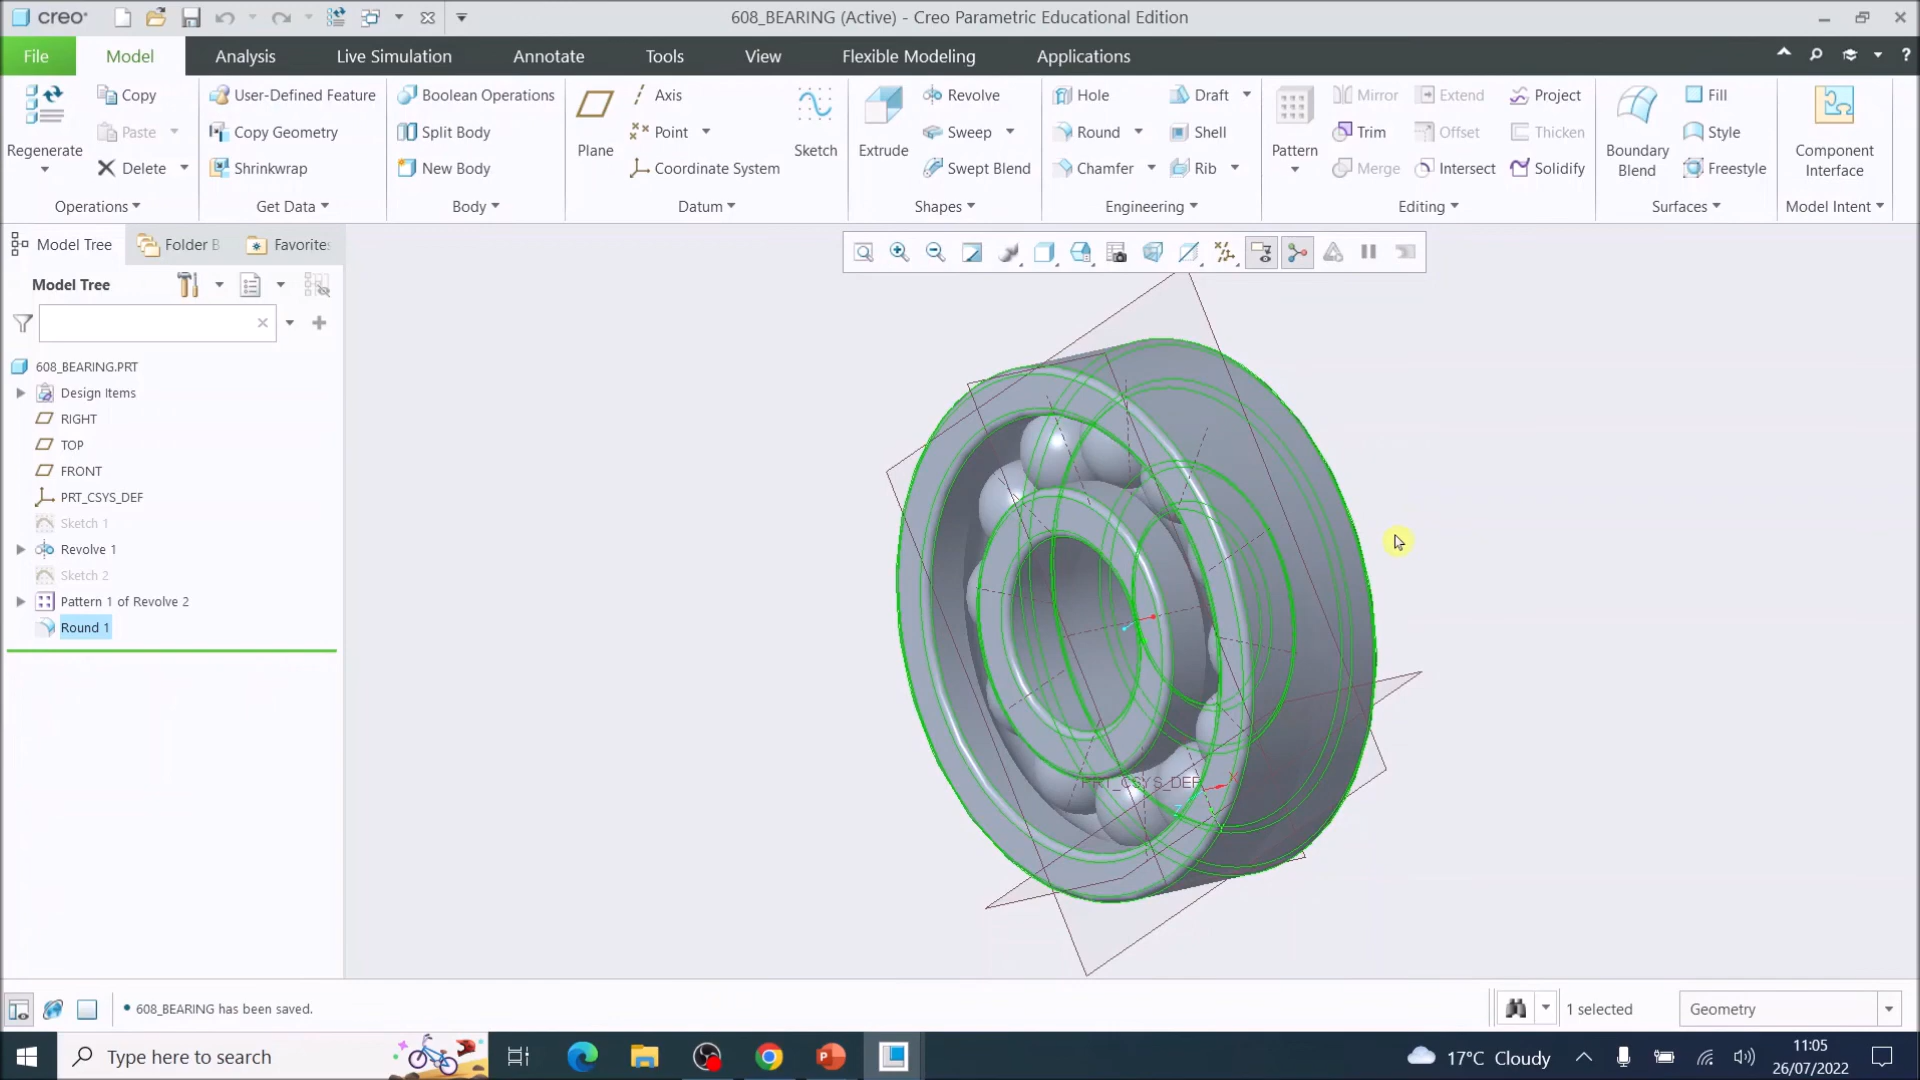 creo
608_BEARING (Active) - Creo Parametric Educational Edition
File
Model
Analysis
Live Simulation
Annotate
Tools
View
Flexible Modeling
Applications
?
Regenerate
Copy
Paste
Delete
Operations
User-Defined Feature
Copy Geometry
Shrinkwrap
Get Data
Boolean Operations
Split Body
New Body
Body
Plane
Axis
Point
Coordinate System
Sketch
Datum
Extrude
Revolve
Sweep
Swept Blend
Shapes
Hole
Round
Chamfer
Draft
Shell
Rib
Engineering
Pattern
Mirror
Trim
Merge
Extend
Offset
Intersect
Project
Thicken
Solidify
Editing
Boundary
Blend
Fill
Style
Freestyle
Surfaces
Component
Interface
Model Intent
Model Tree
Folder B
Favorites
Model Tree
608_BEARING.PRT
Design Items
RIGHT
TOP
FRONT
PRT_CSYS_DEF
Sketch 1
Revolve 1
Sketch 2
Pattern 1 of Revolve 2
Round 1
PRT_CSYS_DEF
X
Z
608_BEARING has been saved.
1 selected
Geometry
Type here to search
17°C Cloudy
11:05
26/07/2022